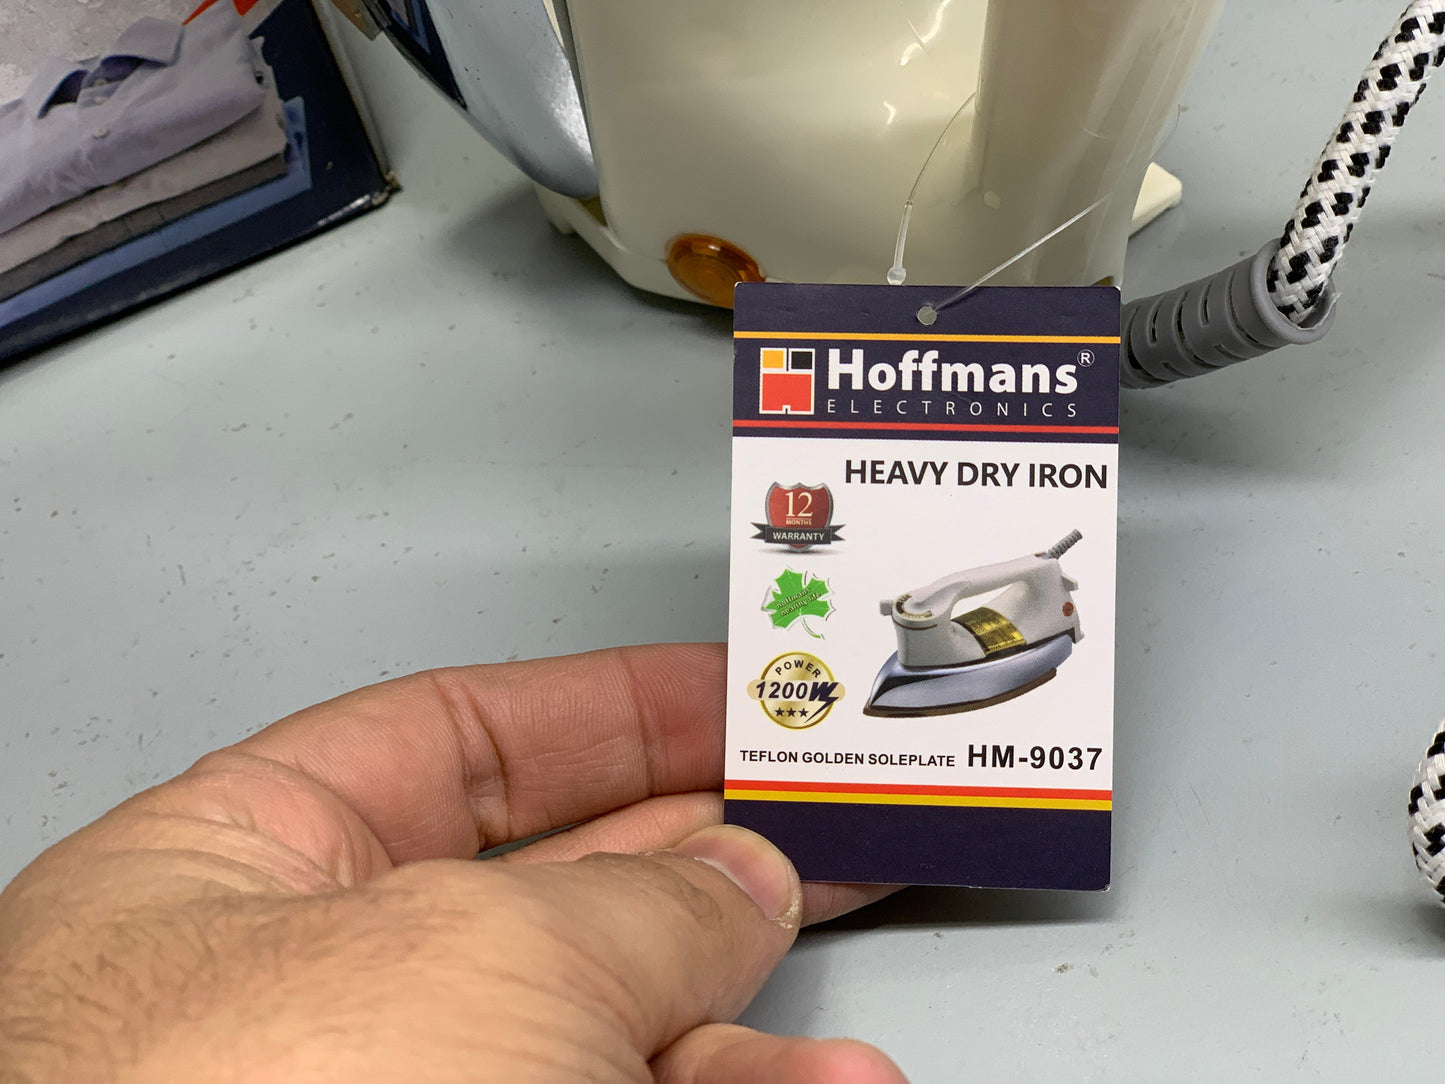 Hoffmans®
ELECTRONICS
HEAVY DRY IRON
12
MONTHS
WARRANTY
POWER
1200W
TEFLON GOLDEN SOLEPLATE HM-9037